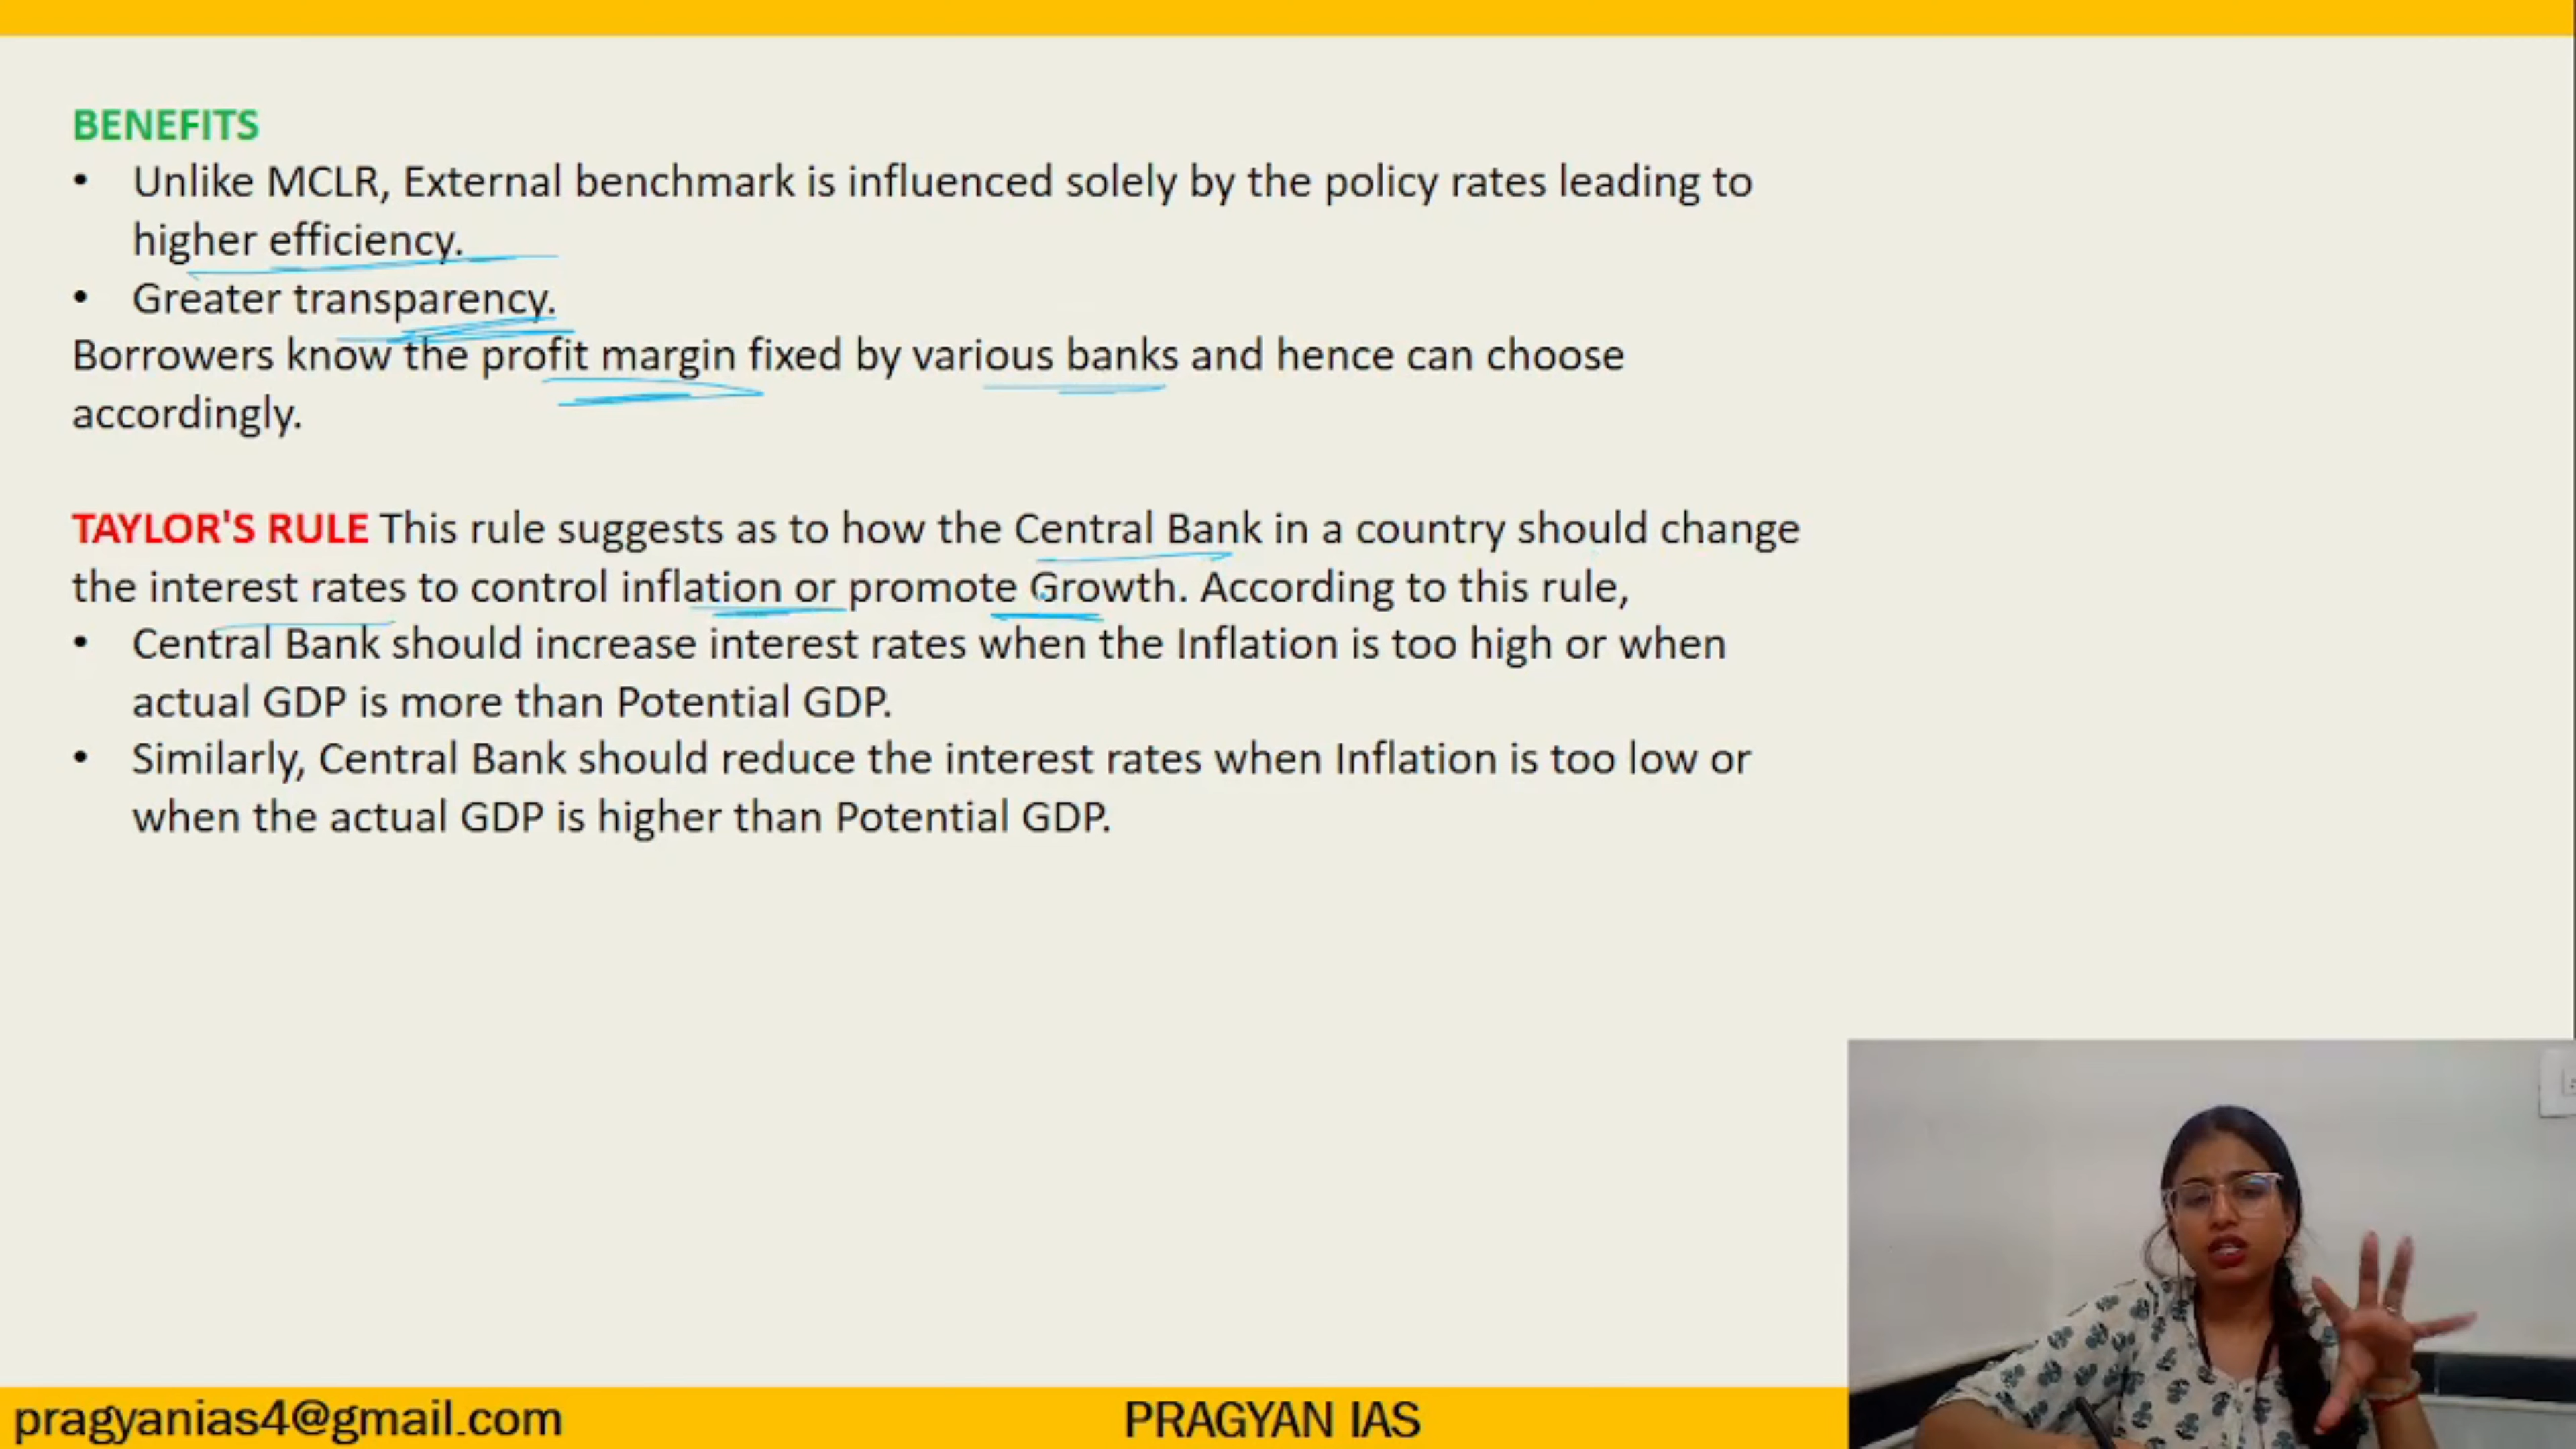 BENEFITS
• Unlike MCLR, External benchmark is influenced solely by the policy rates leading to
higher efficiency.
• Greater transparency.
Borrowers know the profit margin fixed by various banks and hence can choose
accordingly.
TAYLOR'S RULE This rule suggests as to how the Central Bank in a country should change
the interest rates to control inflation or promote Growth. According to this rule,
• Central Bank should increase interest rates when the Inflation is too high or when
actual GDP is more than Potential GDP.
• Similarly, Central Bank should reduce the interest rates when Inflation is too low or
when the actual GDP is higher than Potential GDP.
pragyanias4@gmail.com PRAGYAN IAS